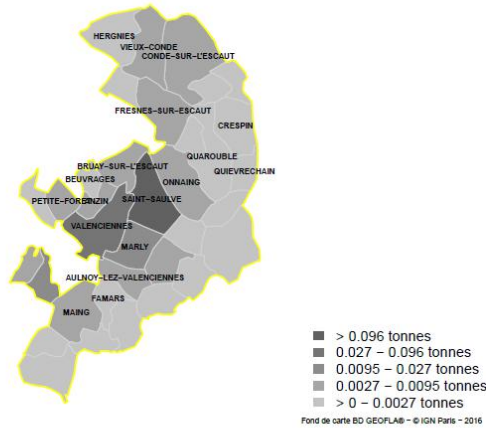 HERGNIES
VIEUX-CONDE
CONDE-SUR-L'ESCAUT
FRESNES-SUR-ESCAUT
CRESPIN
QUAROUBLE
BRUAY-SUR-L'ESCAUT
BEUVRAGES
QUIEVRECHAIN
ONNAING
PETITE-FORE
ANZIN
SAINT-SAULVE
VALENCIENNES
MARLY
AULNOY-LEZ-VALENCIENNES
FAMARS
MAING
> 0.096 tonnes
0.027 – 0.096 tonnes
0.0095 – 0.027 tonnes
0.0027 – 0.0095 tonnes
> 0 – 0.0027 tonnes
Fond de carte BD GEOFLA® - © IGN Paris - 2016